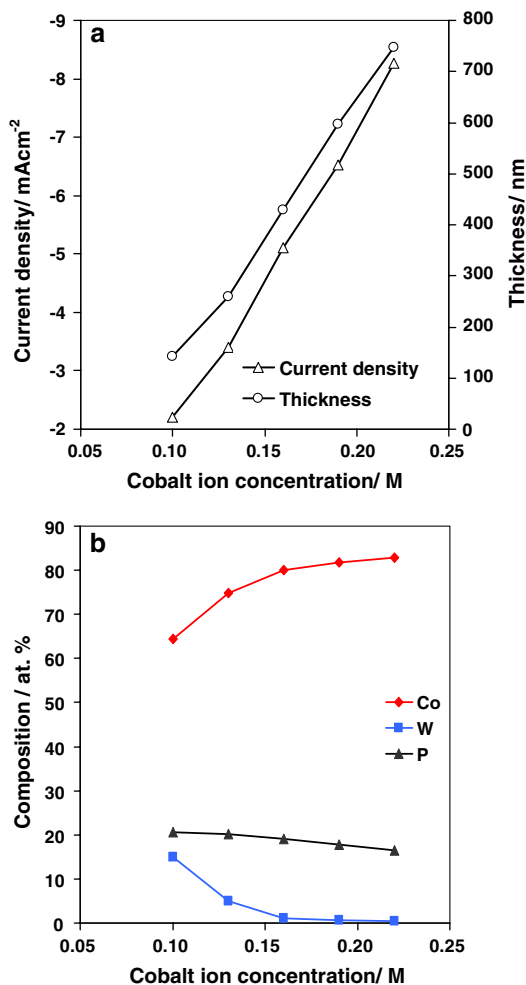 a
Current density/ mAcm-2
-9
-8
-7
-6
-5
-4
-3
-2
800
700
600
500
400
300
200
100
0
Thickness/ nm
Current density
Thickness
0.05 0.10 0.15 0.20 0.25
Cobalt ion concentration/ M
b
Composition / at. %
90
80
70
60
50
40
30
20
10
0
Co
W
P
0.05 0.10 0.15 0.20 0.25
Cobalt ion concentration/ M